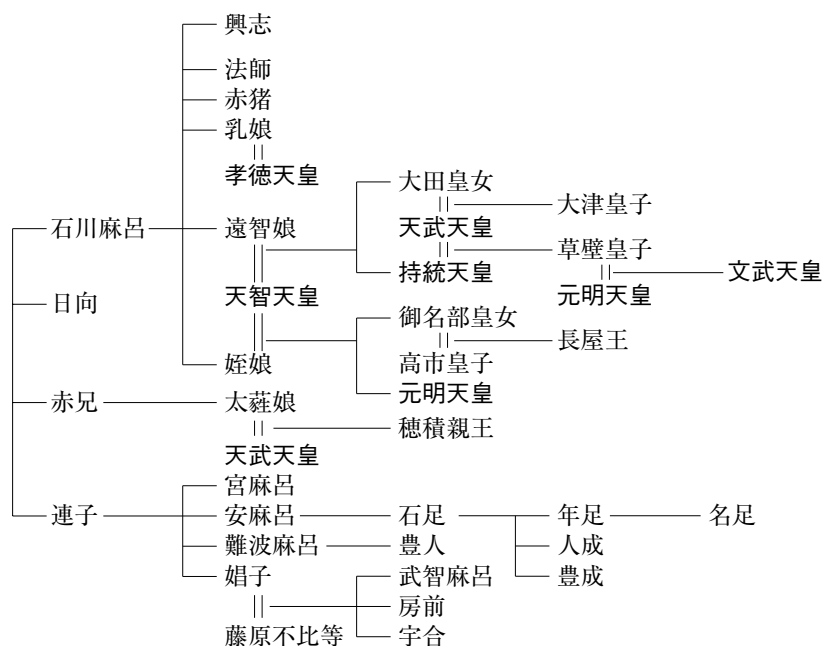 興志
法師
赤猪
乳娘
孝徳天皇
大田皇女
大津皇子
天武天皇
石川麻呂
遠智娘
草壁皇子
持統天皇
文武天皇
日向
天智天皇
元明天皇
御名部皇女
長屋王
姪娘
高市皇子
元明天皇
赤兄
太蕤娘
穂積親王
天武天皇
宮麻呂
連子
安麻呂
石足
年足
名足
難波麻呂
豊人
人成
娼子
武智麻呂
豊成
房前
藤原不比等
宇合